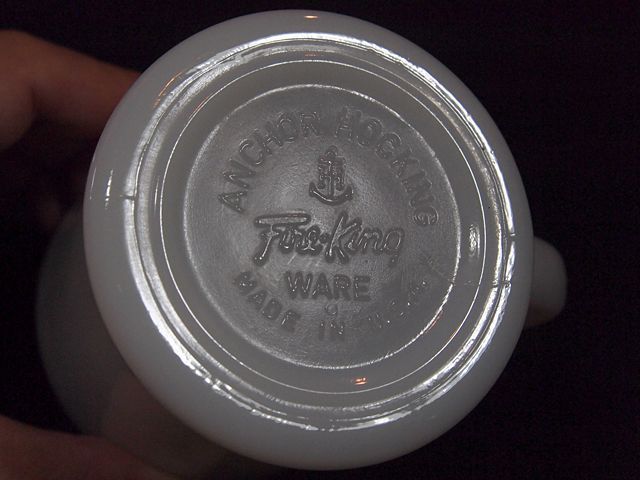 ANCHOR HOCKING
Fire-King
WARE
MADE IN U.S.A.